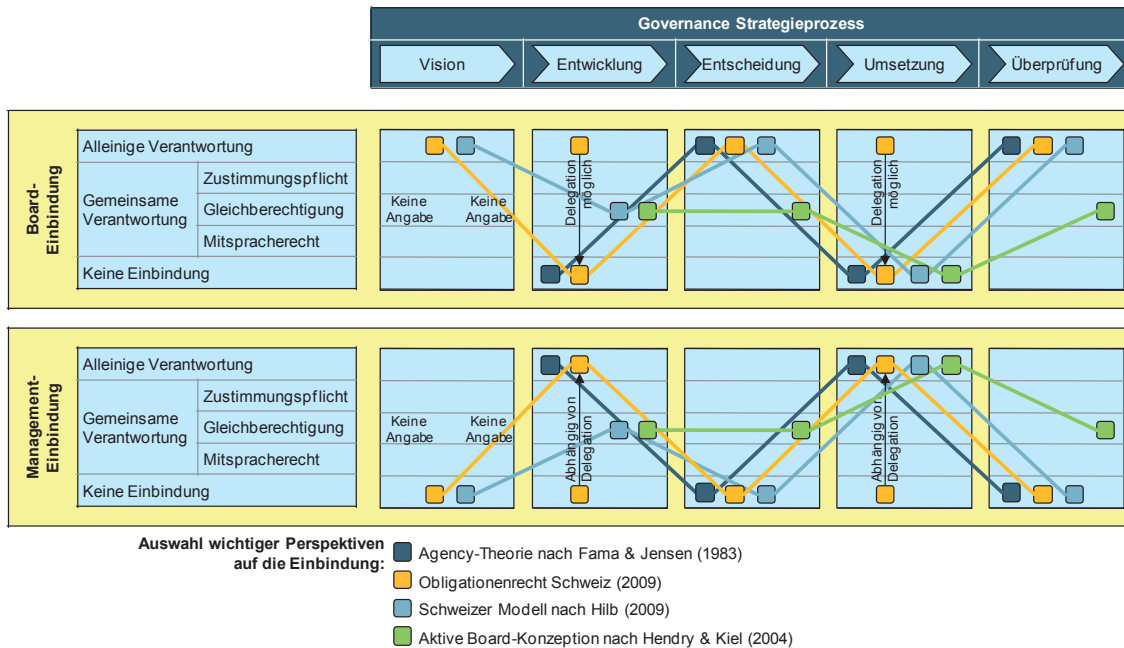 Governance Strategieprozess
Vision
Entwicklung
Entscheidung
Umsetzung
Überprüfung
Board-
Einbindung
Alleinige Verantwortung
Gemeinsame
Verantwortung
Zustimmungspflicht
Gleichberechtigung
Mitspracherecht
Keine Einbindung
Keine
Angabe
Keine
Angabe
Delegation
möglich
Delegation
möglich
Management-
Einbindung
Alleinige Verantwortung
Gemeinsame
Verantwortung
Zustimmungspflicht
Gleichberechtigung
Mitspracherecht
Keine Einbindung
Keine
Angabe
Keine
Angabe
Abhängig von
Delegation
Abhängig von
Delegation
Auswahl wichtiger Perspektiven
auf die Einbindung:
Agency-Theorie nach Fama & Jensen (1983)
Obligationenrecht Schweiz (2009)
Schweizer Modell nach Hilb (2009)
Aktive Board-Konzeption nach Hendry & Kiel (2004)